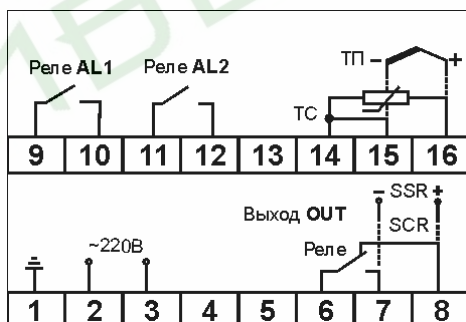 ТП – +
Реле AL1 Реле AL2
ТС
9 10 11 12 13 14 15 16
– SSR +
Выход OUT SCR
~220В Реле
1 2 3 4 5 6 7 8